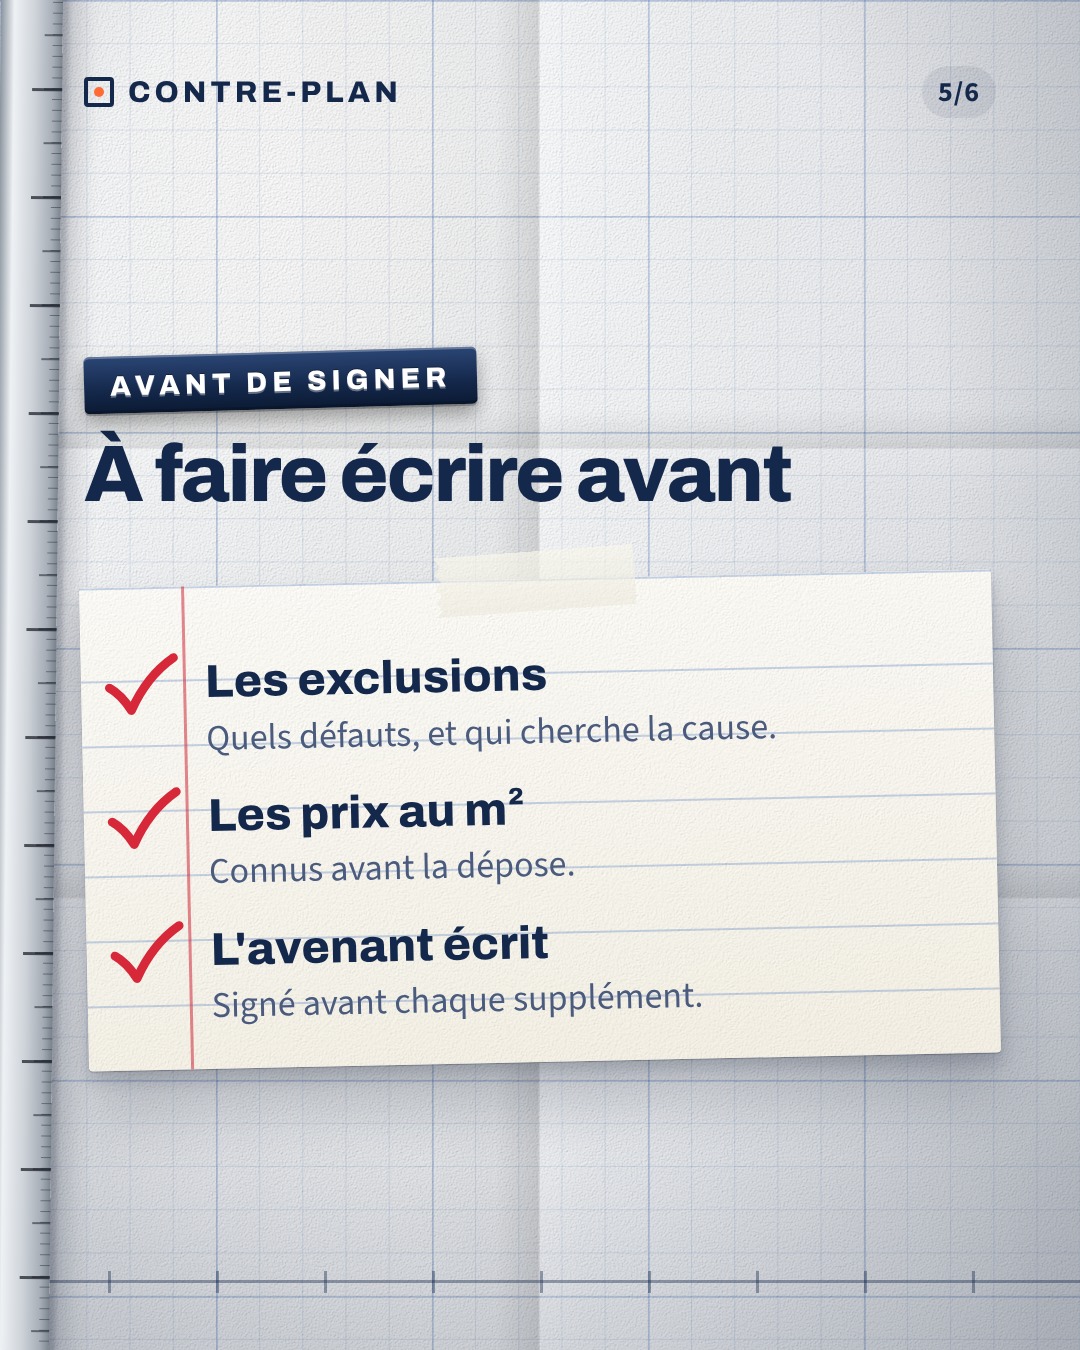 CONTRE-PLAN
5/6
AVANT DE SIGNER
À faire écrire avant
Les exclusions
Quels défauts, et qui cherche la cause.
Les prix au m²
Connus avant la dépose.
L'avenant écrit
Signé avant chaque supplément.